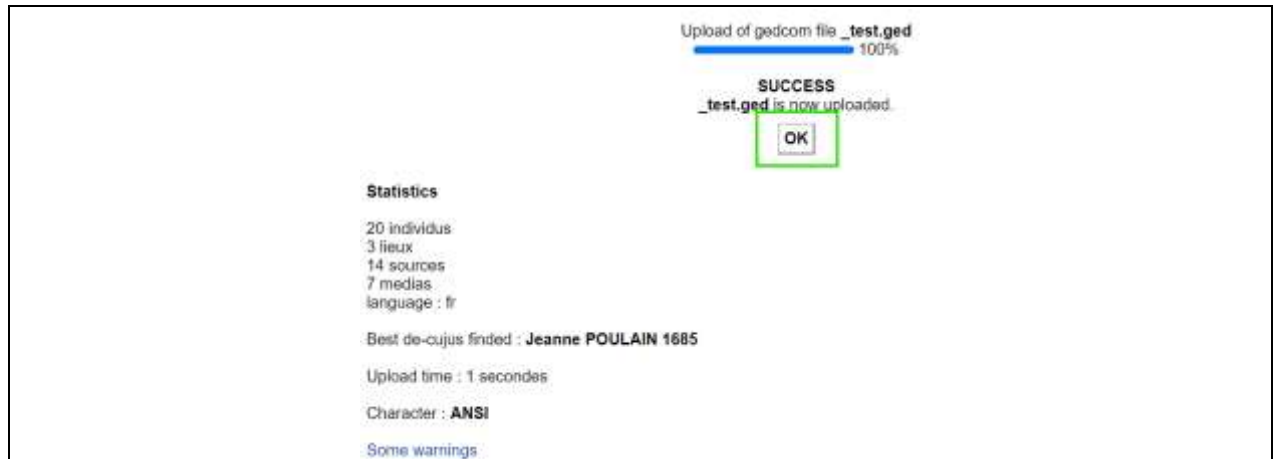 Upload of gedcom file _test.ged
100%
SUCCESS
_test.ged is now uploaded.
OK
Statistics
20 individus
3 lieux
14 sources
7 medias
language : fr
Best de-cujus finded : Jeanne POULAIN 1685
Upload time : 1 secondes
Character : ANSI
Some warnings